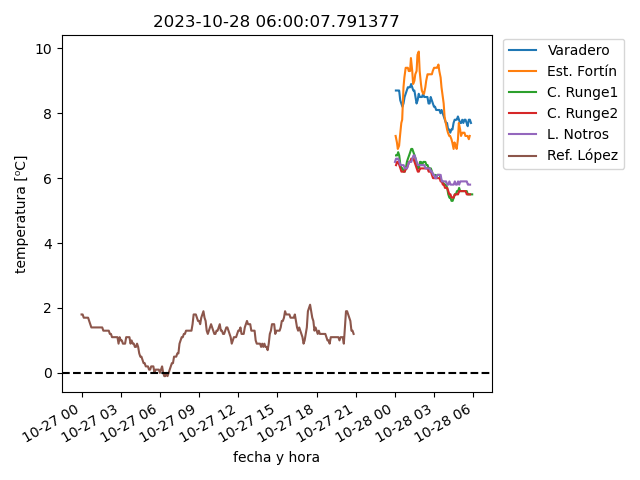 2023-10-28 06:00:07.791377
temperatura [ºC]
10
8
6
4
2
0
10-27 00
10-27 03
10-27 06
10-27 09
10-27 12
10-27 15
10-27 18
10-27 21
10-28 00
10-28 03
10-28 06
fecha y hora
Varadero
Est. Fortín
C. Runge1
C. Runge2
L. Notros
Ref. López